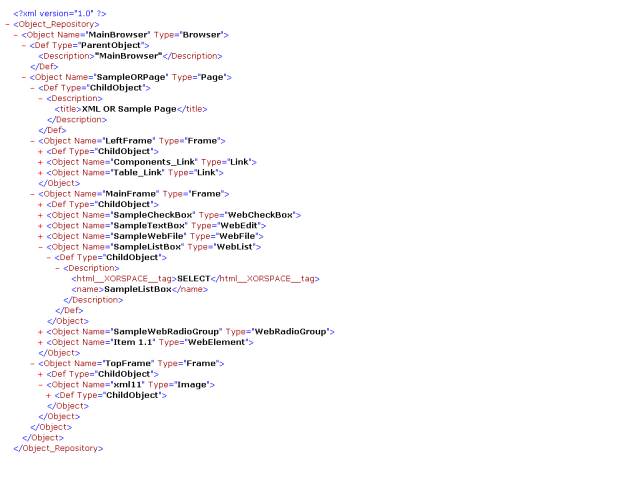 <?xml version="1.0" ?>
- <Object_Repository>
- <Object Name="MainBrowser" Type="Browser">
- <Def Type="ParentObject">
<Description>"MainBrowser"</Description>
</Def>
- <Object Name="SampleORPage" Type="Page">
- <Def Type="ChildObject">
- <Description>
<title>XML OR Sample Page</title>
</Description>
</Def>
- <Object Name="LeftFrame" Type="Frame">
+ <Def Type="ChildObject">
+ <Object Name="Components_Link" Type="Link">
+ <Object Name="Table_Link" Type="Link">
</Object>
- <Object Name="MainFrame" Type="Frame">
+ <Def Type="ChildObject">
+ <Object Name="SampleCheckBox" Type="WebCheckBox">
+ <Object Name="SampleTextBox" Type="WebEdit">
+ <Object Name="SampleWebFile" Type="WebFile">
- <Object Name="SampleListBox" Type="WebList">
- <Def Type="ChildObject">
- <Description>
<html__XORSPACE__tag>SELECT</html__XORSPACE__tag>
<name>SampleListBox</name>
</Description>
</Def>
</Object>
+ <Object Name="SampleWebRadioGroup" Type="WebRadioGroup">
+ <Object Name="Item 1.1" Type="WebElement">
</Object>
- <Object Name="TopFrame" Type="Frame">
+ <Def Type="ChildObject">
- <Object Name="xml11" Type="Image">
+ <Def Type="ChildObject">
</Object>
</Object>
</Object>
</Object>
</Object_Repository>